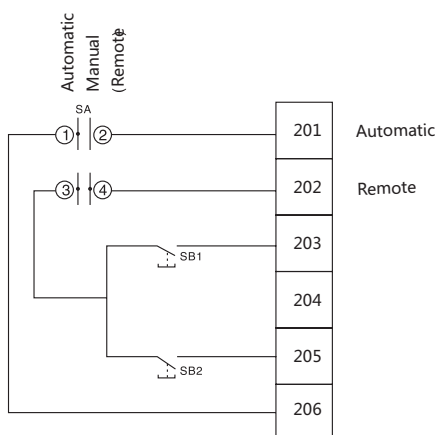 Automatic
Manual
(Remote
SA
1 2
201 Automatic
3 4
202 Remote
SB1
203
204
SB2
205
206